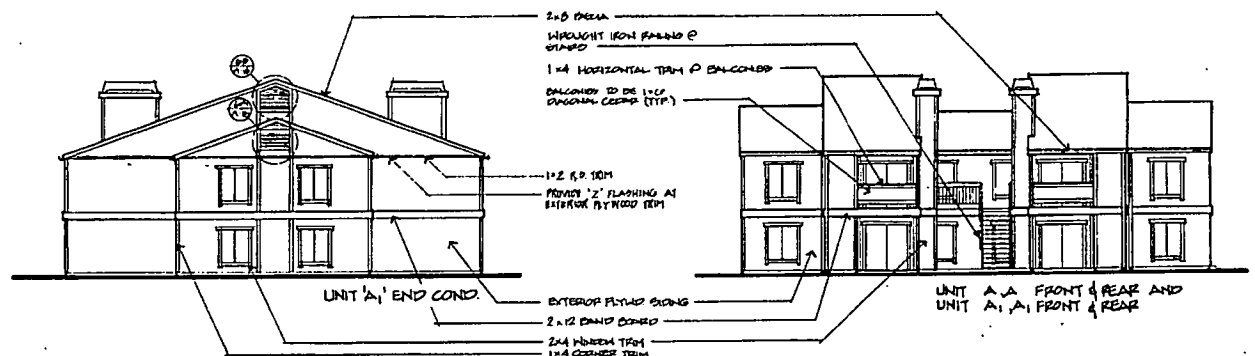 2x8 FASCIA
WROUGHT IRON RAILING @
STAIRS
1x4 HORIZONTAL TRIM @ BALCONIES
BALCONIES TO BE 1x6
DIAGONAL CEDAR (TYP.)
1x2 R.O. TRIM
PROVIDE 'Z' FLASHING AT
EXTERIOR PLYWOOD TRIM
UNIT 'A1' END COND.
EXTERIOR PLYWD SIDING
2x12 BAND BOARD
2x4 WINDOW TRIM
1x4 CORNER TRIM
UNIT A,A FRONT & REAR AND
UNIT A1,A1 FRONT & REAR